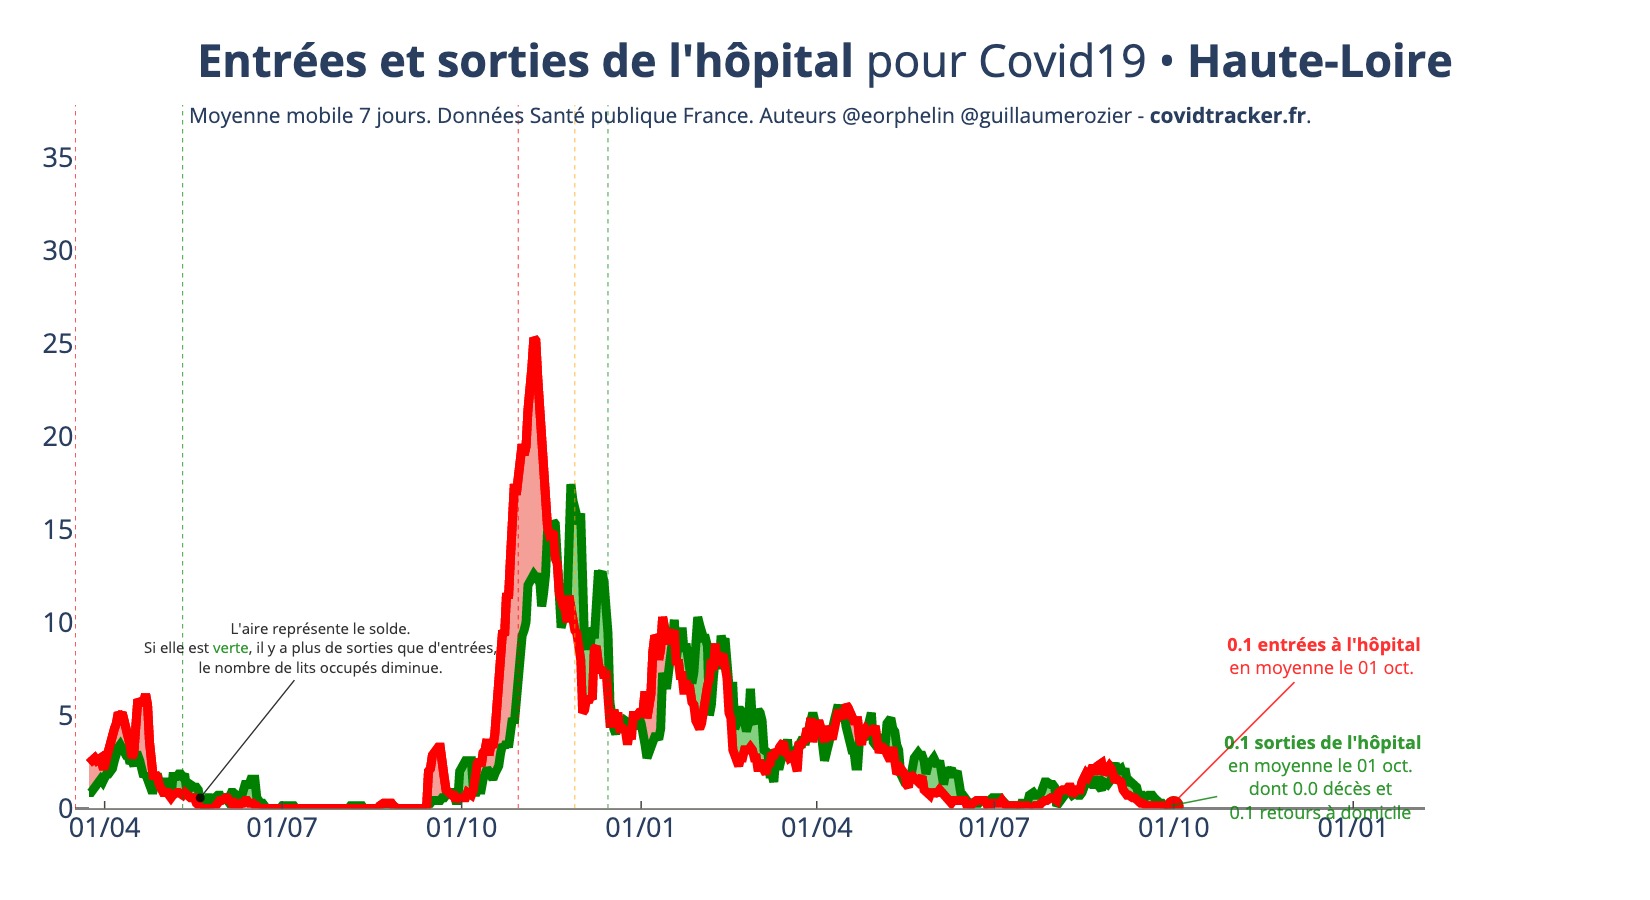 Entrées et sorties de l'hôpital pour Covid19 • Haute-Loire
Moyenne mobile 7 jours. Données Santé publique France. Auteurs @eorphelin @guillaumerozier - covidtracker.fr.
35
30
25
20
15
10
5
0
L'aire représente le solde.
Si elle est verte, il y a plus de sorties que d'entrées,
le nombre de lits occupés diminue.
0.1 entrées à l'hôpital
en moyenne le 01 oct.
0.1 sorties de l'hôpital
en moyenne le 01 oct.
dont 0.0 décès et
0.1 retours à domicile
01/04 01/07 01/10 01/01 01/04 01/07 01/10 01/01